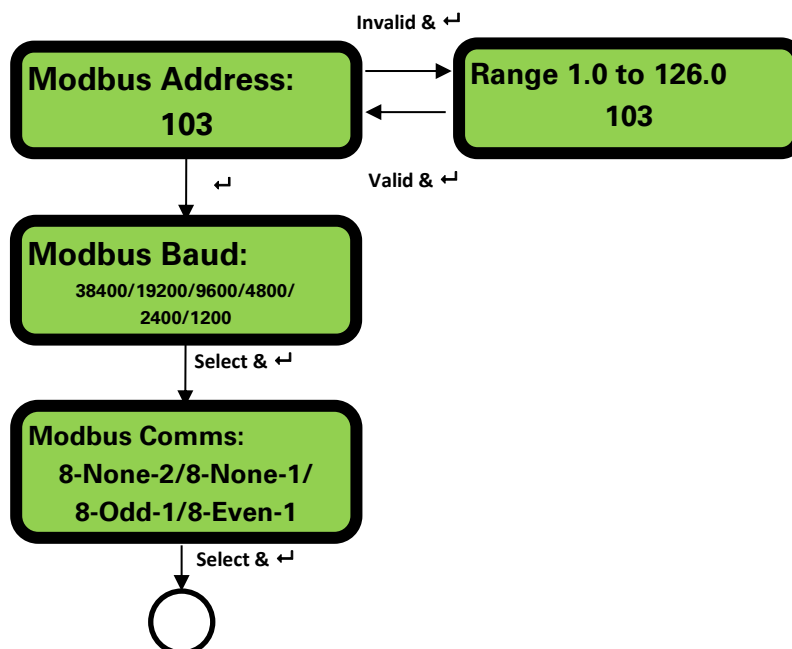 Invalid & ↵
Modbus Address:
103
Range 1.0 to 126.0
103
Valid & ↵
↵
Modbus Baud:
38400/19200/9600/4800/
2400/1200
Select & ↵
Modbus Comms:
8-None-2/8-None-1/
8-Odd-1/8-Even-1
Select & ↵